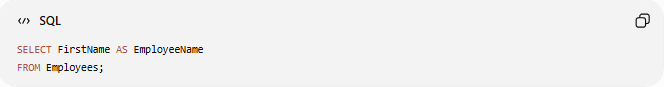 SQL
SELECT FirstName AS EmployeeName
FROM Employees;